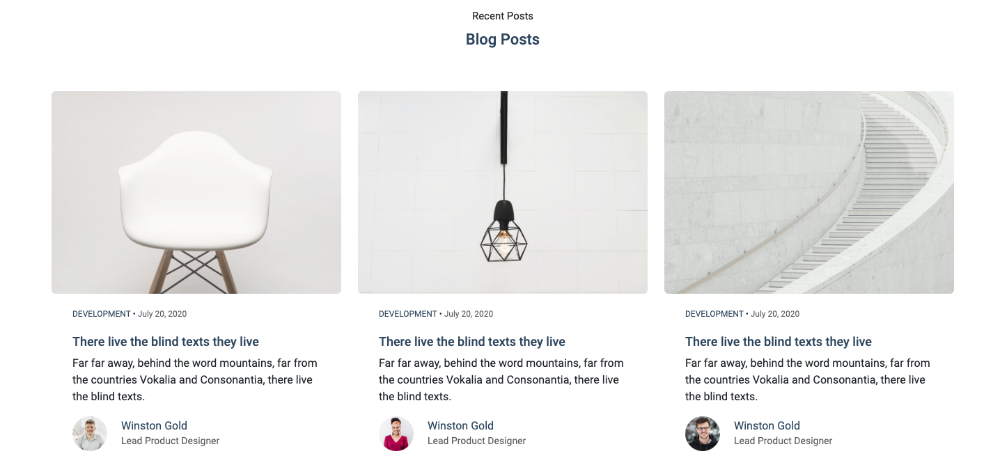 Recent Posts
Blog Posts
DEVELOPMENT • July 20, 2020
There live the blind texts they live
Far far away, behind the word mountains, far from
the countries Vokalia and Consonantia, there live
the blind texts.
Winston Gold
Lead Product Designer
DEVELOPMENT • July 20, 2020
There live the blind texts they live
Far far away, behind the word mountains, far from
the countries Vokalia and Consonantia, there live
the blind texts.
Winston Gold
Lead Product Designer
DEVELOPMENT • July 20, 2020
There live the blind texts they live
Far far away, behind the word mountains, far from
the countries Vokalia and Consonantia, there live
the blind texts.
Winston Gold
Lead Product Designer